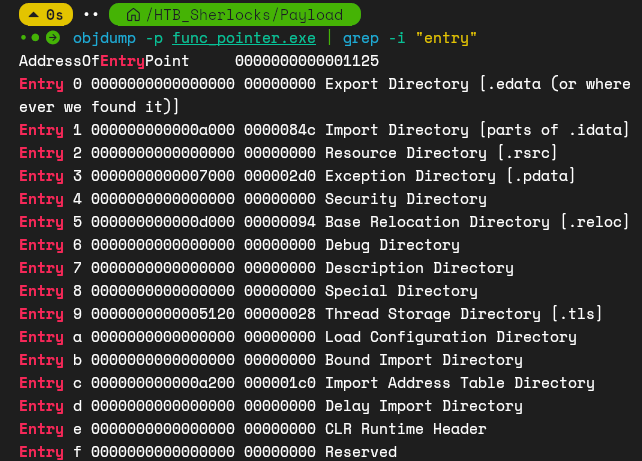 0s •• /HTB_Sherlocks/Payload
objdump -p func_pointer.exe | grep -i "entry"
AddressOfEntryPoint 0000000000001125
Entry 0 0000000000000000 00000000 Export Directory [.edata (or where
ever we found it)]
Entry 1 000000000000a000 0000084c Import Directory [parts of .idata]
Entry 2 0000000000000000 00000000 Resource Directory [.rsrc]
Entry 3 0000000000007000 000002d0 Exception Directory [.pdata]
Entry 4 0000000000000000 00000000 Security Directory
Entry 5 000000000000d000 00000094 Base Relocation Directory [.reloc]
Entry 6 0000000000000000 00000000 Debug Directory
Entry 7 0000000000000000 00000000 Description Directory
Entry 8 0000000000000000 00000000 Special Directory
Entry 9 0000000000005120 00000028 Thread Storage Directory [.tls]
Entry a 0000000000000000 00000000 Load Configuration Directory
Entry b 0000000000000000 00000000 Bound Import Directory
Entry c 000000000000a200 000001c0 Import Address Table Directory
Entry d 0000000000000000 00000000 Delay Import Directory
Entry e 0000000000000000 00000000 CLR Runtime Header
Entry f 0000000000000000 00000000 Reserved